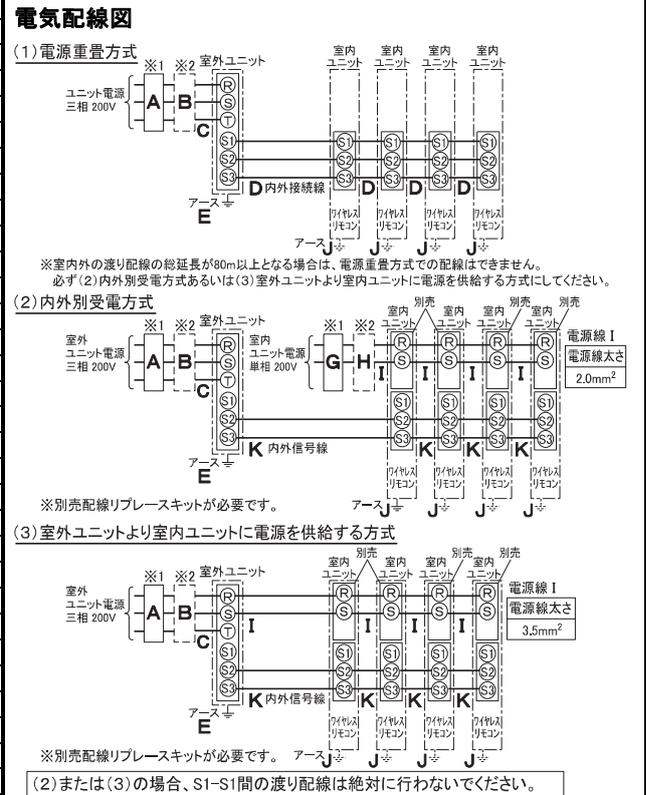 電気配線図
(1)電源重畳方式
※1 ※2 室外ユニット
室内ユニット 室内ユニット 室内ユニット 室内ユニット
ユニット電源
三相 200V
A B C
R
S
T
S1 S1 S1 S1 S1
S2 S2 S2 S2 S2
S3 S3 S3 S3 S3
D 内外接続線 D D D
アース
E
ワイヤレスリモコン ワイヤレスリモコン ワイヤレスリモコン ワイヤレスリモコン
アース J J J J
※室内外の渡り配線の総延長が80m以上となる場合は、電源重畳方式での配線はできません。
必ず(2)内外別受電方式あるいは(3)室外ユニットより室内ユニットに電源を供給する方式にしてください。
(2)内外別受電方式
※1 ※2 室外ユニット ※1 ※2
室内ユニット 別売 室内ユニット 室内ユニット 別売 室内ユニット 別売
室外
ユニット電源
三相 200V
A B C
室内
ユニット電源
単相 200V
G H
R R R R R
S S S S S
T
I I I I
電源線 I
電源線太さ
2.0mm²
S1 S1 S1 S1 S1
S2 S2 S2 S2 S2
S3 S3 S3 S3 S3
K 内外信号線 K K K
アース
E
ワイヤレスリモコン ワイヤレスリモコン ワイヤレスリモコン ワイヤレスリモコン
※別売配線リプレースキットが必要です。
アース J J J J
(3)室外ユニットより室内ユニットに電源を供給する方式
※1 ※2 室外ユニット
室内ユニット 別売 室内ユニット 室内ユニット 別売 室内ユニット 別売
室外
ユニット電源
三相 200V
A B C
R R R R R
S S S S S
T
I I I I
電源線 I
電源線太さ
3.5mm²
S1 S1 S1 S1 S1
S2 S2 S2 S2 S2
S3 S3 S3 S3 S3
K 内外信号線 K K K
アース
E
ワイヤレスリモコン ワイヤレスリモコン ワイヤレスリモコン ワイヤレスリモコン
※別売配線リプレースキットが必要です。
アース J J J J
(2)または(3)の場合、S1-S1間の渡り配線は絶対に行わないでください。